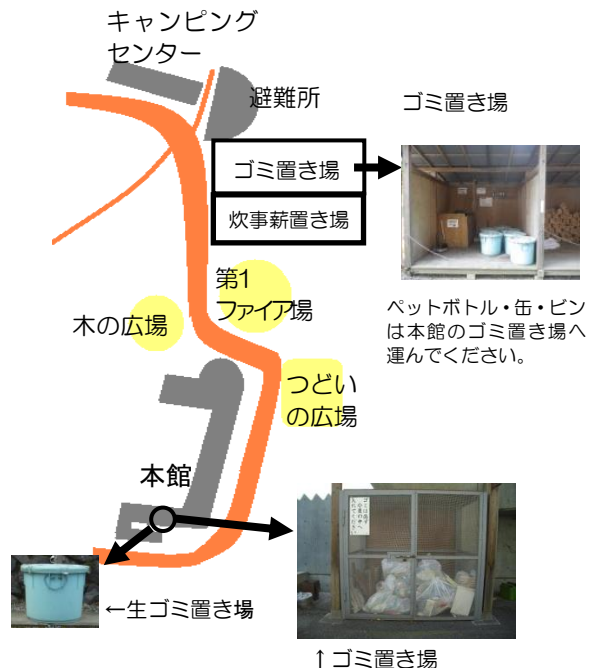 キャンピング
センター
避難所
ゴミ置き場
ゴミ置き場
炊事薪置き場
ペットボトル・缶・ビン
は本館のゴミ置き場へ
運んでください。
第1
ファイア場
木の広場
つどい
の広場
本館
←生ゴミ置き場
↑ゴミ置き場